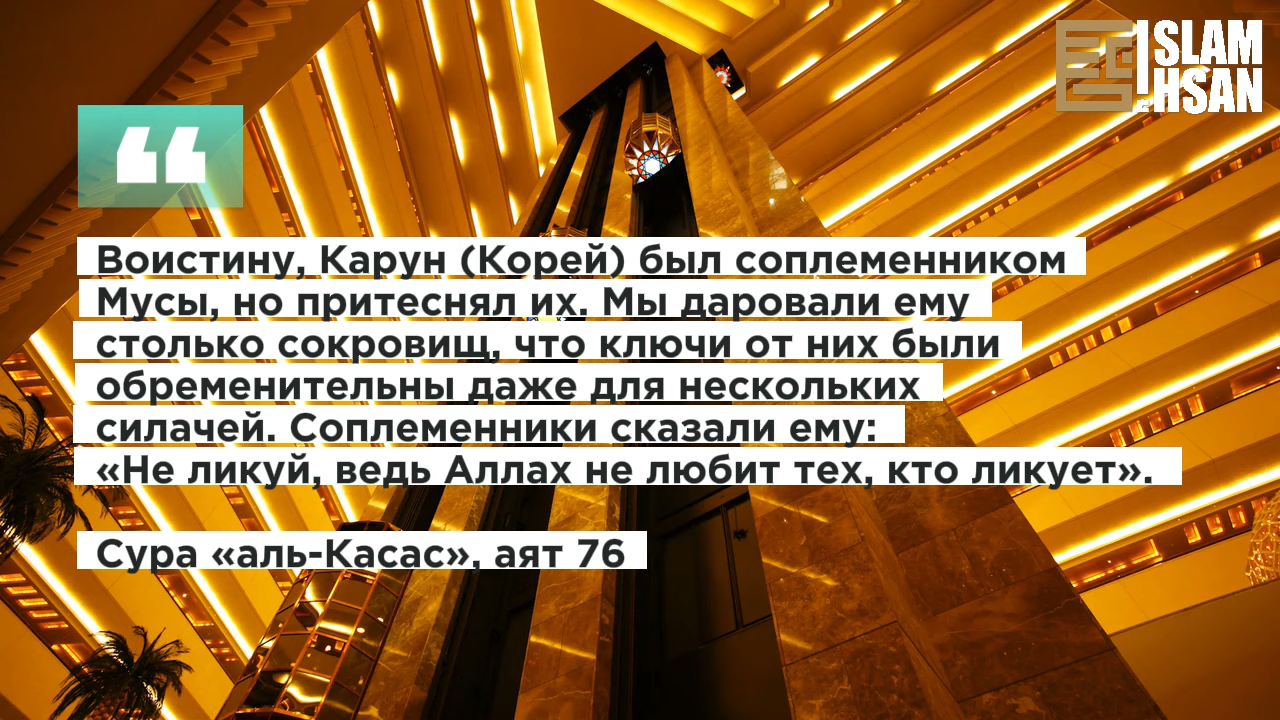 ISLAM
IHSAN
“
Воистину, Карун (Корей) был соплеменником
Мусы, но притеснял их. Мы даровали ему
столько сокровищ, что ключи от них были
обременительны даже для нескольких
силачей. Соплеменники сказали ему:
«Не ликуй, ведь Аллах не любит тех, кто ликует».
Сура «аль-Касас», аят 76